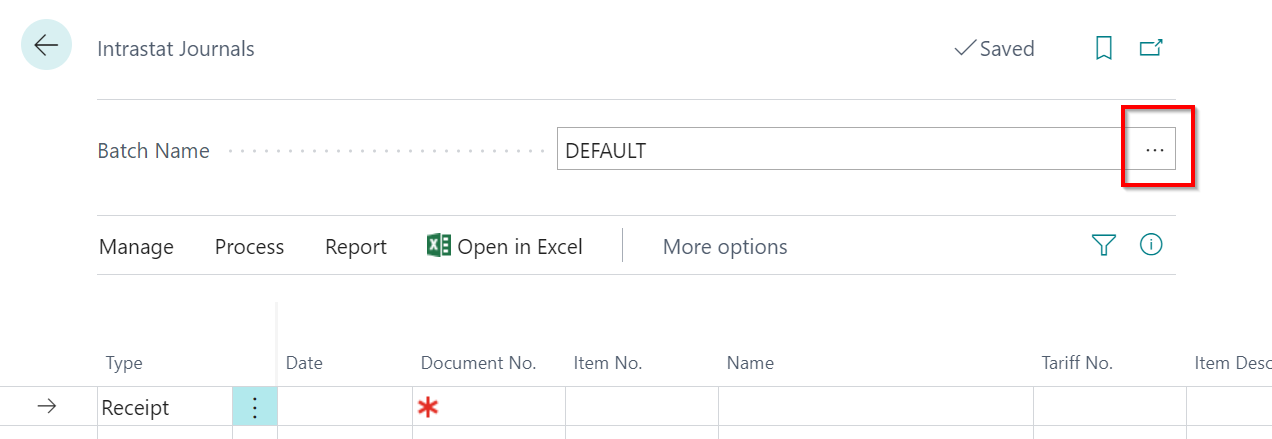 Intrastat Journals
Saved
Batch Name
DEFAULT
Manage Process Report Open in Excel More options
Type Date Document No. Item No. Name Tariff No. Item Desc
Receipt